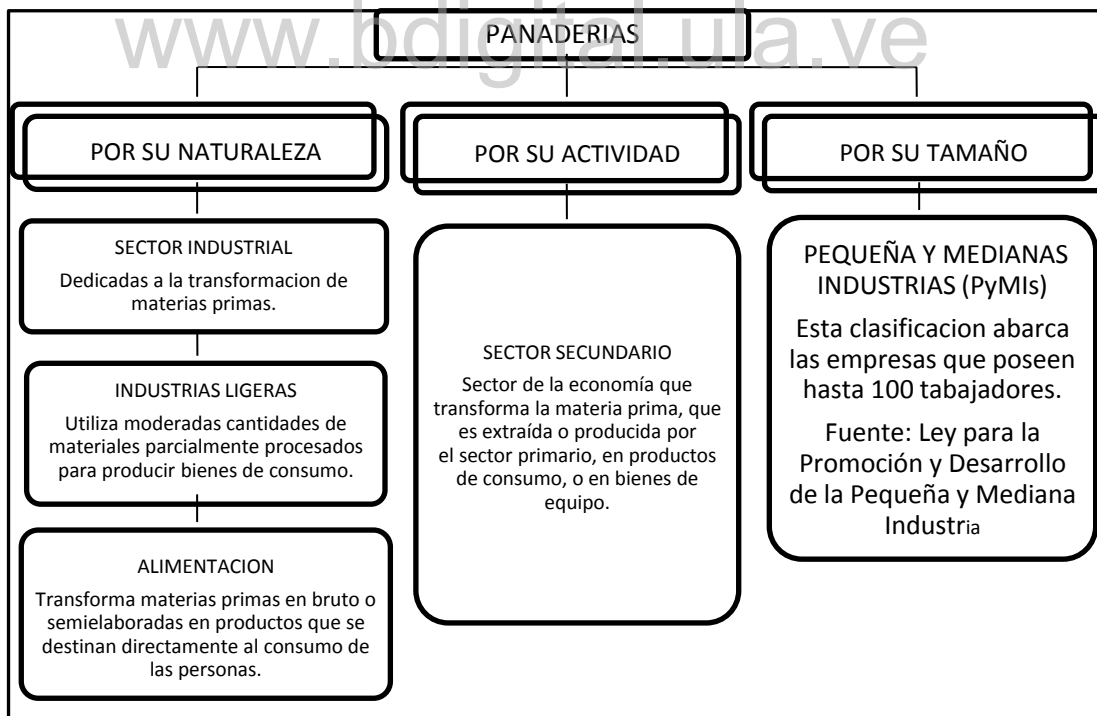 www.bdigital.ula.ve
PANADERIAS
POR SU NATURALEZA
SECTOR INDUSTRIAL
Dedicadas a la transformacion de
materias primas.
INDUSTRIAS LIGERAS
Utiliza moderadas cantidades de
materiales parcialmente procesados
para producir bienes de consumo.
ALIMENTACION
Transforma materias primas en bruto o
semielaboradas en productos que se
destinan directamente al consumo de
las personas.
POR SU ACTIVIDAD
SECTOR SECUNDARIO
Sector de la economía que
transforma la materia prima, que
es extraída o producida por
el sector primario, en productos
de consumo, o en bienes de
equipo.
POR SU TAMAÑO
PEQUEÑA Y MEDIANAS
INDUSTRIAS (PyMIs)
Esta clasificacion abarca
las empresas que poseen
hasta 100 tabajadores.
Fuente: Ley para la
Promoción y Desarrollo
de la Pequeña y Mediana
Industria